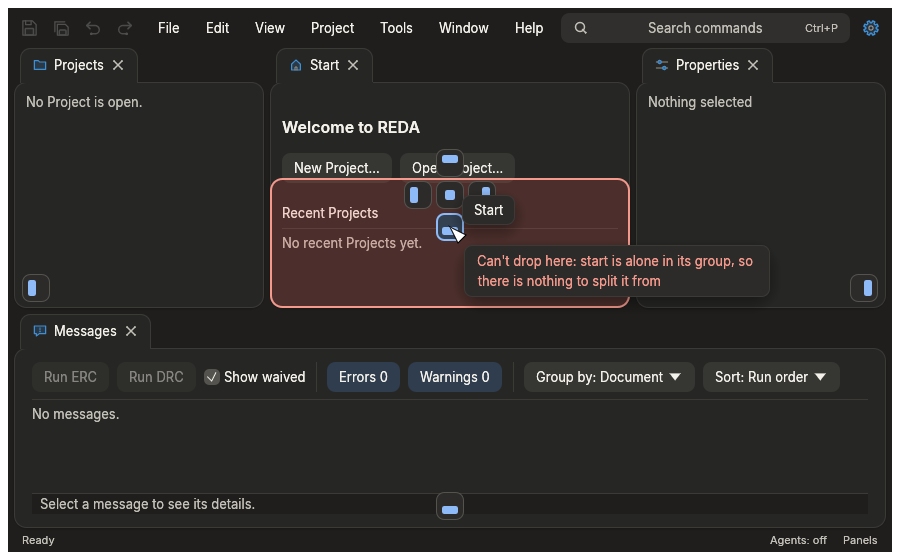 File Edit View Project Tools Window Help Search commands Ctrl+P
Projects Start Properties
No Project is open.
Nothing selected
Welcome to REDA
New Project...
Start
Recent Projects
No recent Projects yet.
Can't drop here: start is alone in its group, so
there is nothing to split it from
Messages
Run ERC Run DRC Show waived Errors 0 Warnings 0 Group by: Document Sort: Run order
No messages.
Select a message to see its details.
Ready Agents: off Panels